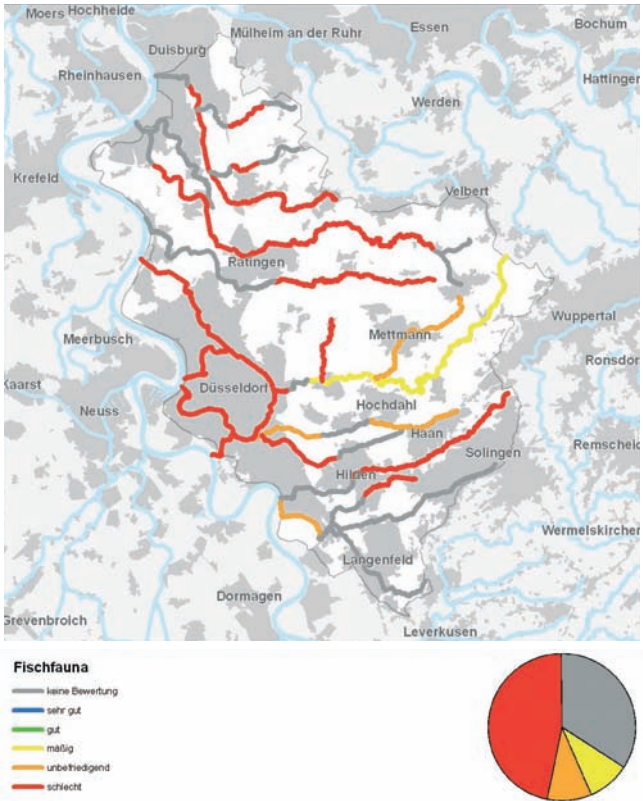 Moers
Hochheide
Mülheim an der Ruhr
Essen
Bochum
Duisburg
Rheinhausen
Hattinger
Werden
Krefeld
Velbert
Ratingen
Wuppertal
Meerbusch
Mettmann
Ronsdor
Kaarst
Düsseldorf
Neuss
Hochdahl
Haan
Solingen
Remscheid
Hilden
Wermelskircher
Langenfeld
Dormagen
Grevenbroich
Leverkusen
Fischfauna
keine Bewertung
sehr gut
gut
mäßig
unbefriedigend
schlecht